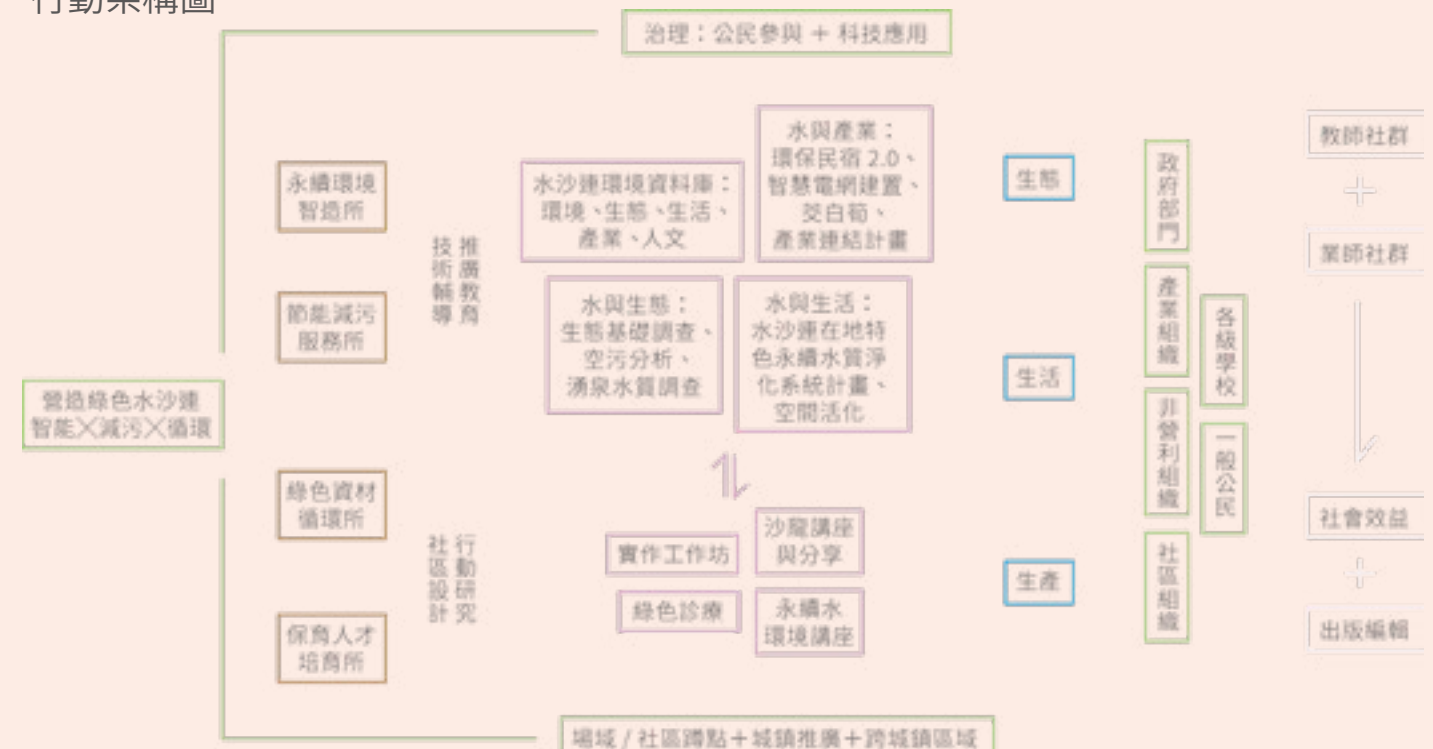 行動架構圖
治理：公民參與 ＋ 科技應用
營造綠色水沙連
智能╳減污╳循環
永續環境
智造所
節能減污
服務所
綠色資材
循環所
保育人才
培育所
推廣教育
技術輔導
行動研究
社區設計
水沙連環境資料庫：
環境、生態、生活、
產業、人文
水與產業：
環保民宿 2.0、
智慧電網建置、
茭白筍、
產業連結計畫
水與生態：
生態基礎調查、
空污分析、
湧泉水質調查
水與生活：
水沙連在地特
色永續水質淨
化系統計畫、
空間活化
實作工作坊
沙龍講座
與分享
綠色診療
永續水
環境講座
生態
生活
生產
政府部門
產業組織
非營利組織
社區組織
各級學校
一般公民
教師社群
＋
業師社群
社會效益
＋
出版編輯
場域 / 社區蹲點＋城鎮推廣＋跨城鎮區域